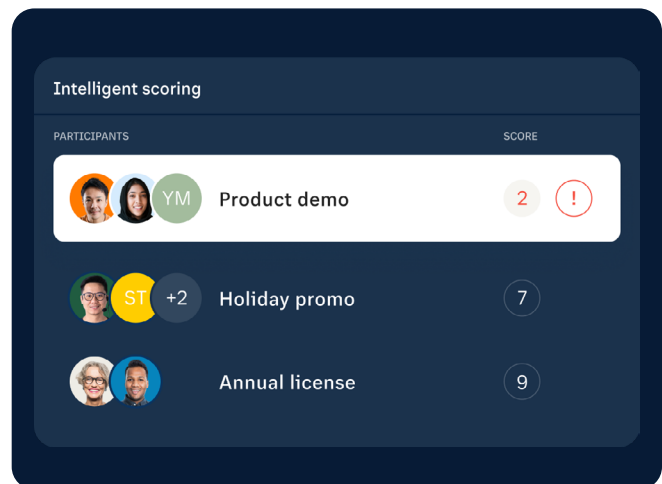 Intelligent scoring
PARTICIPANTS SCORE
YM Product demo 2 !
ST +2 Holiday promo 7
Annual license 9